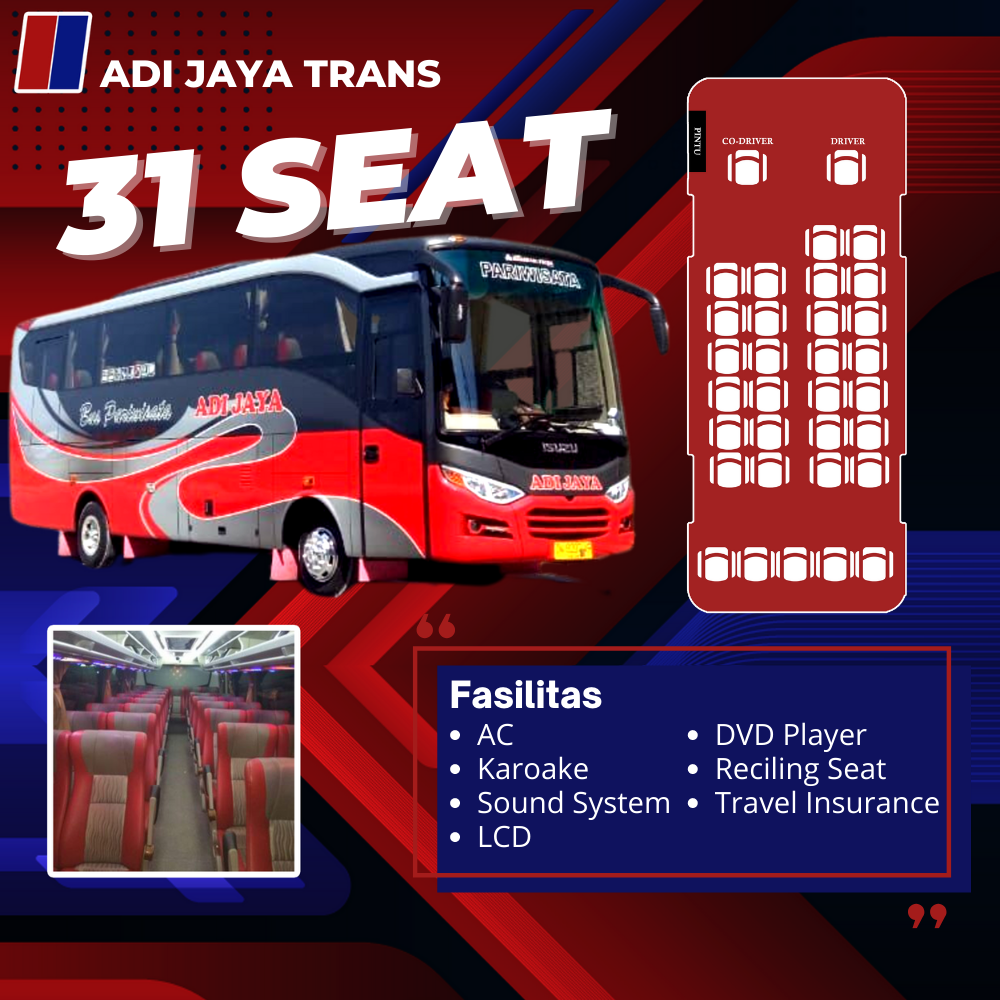 ADI JAYA TRANS
31 SEAT
PINTU
CO-DRIVER
DRIVER
PARIWISATA
Bus Pariwisata
ADI JAYA
ISUZU
ADI JAYA
Fasilitas
• AC
• Karoake
• Sound System
• LCD
• DVD Player
• Reciling Seat
• Travel Insurance